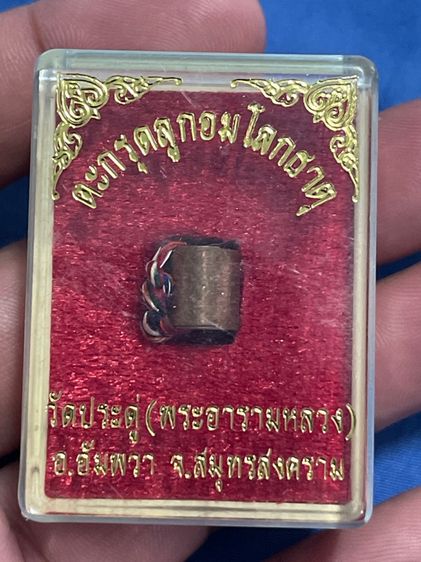 ตะกรุดลูกอมโลกธาตุ
วัดประดู่(พระอารามหลวง)
อ.อัมพวา จ.สมุทรสงคราม